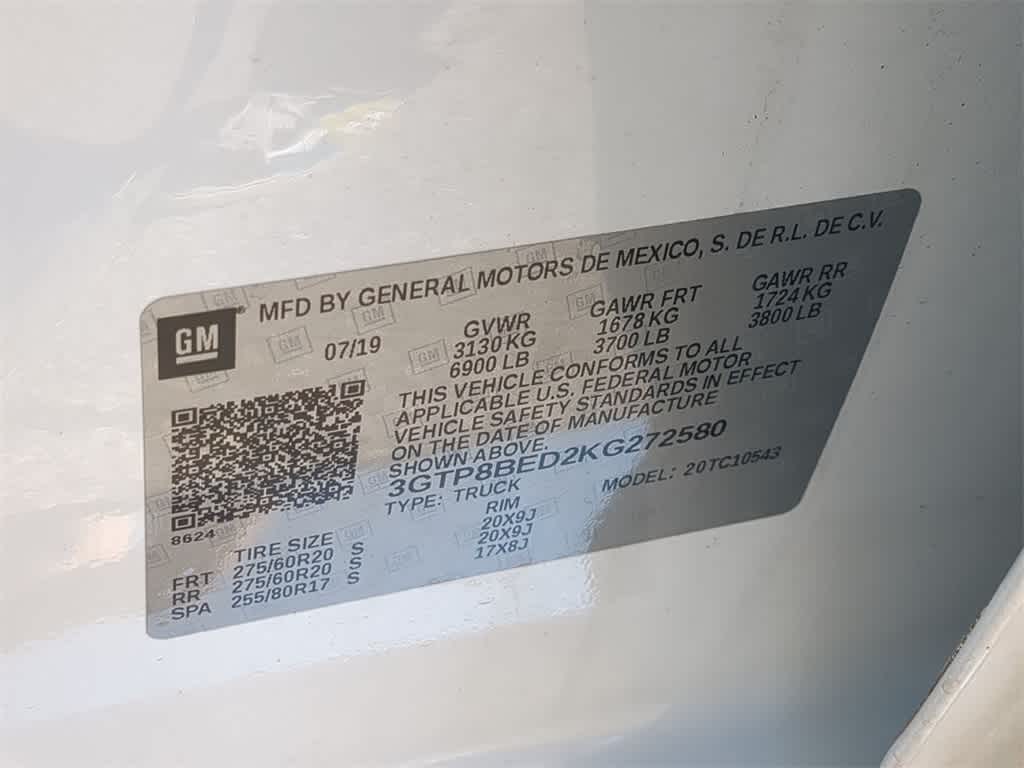 GM® MFD BY GENERAL MOTORS DE MEXICO, S. DE R.L. DE C.V.
07/19 GVWR GAWR FRT GAWR RR
3130 KG 1678 KG 1724 KG
6900 LB 3700 LB 3800 LB
THIS VEHICLE CONFORMS TO ALL
APPLICABLE U.S. FEDERAL MOTOR
VEHICLE SAFETY STANDARDS IN EFFECT
ON THE DATE OF MANUFACTURE
SHOWN ABOVE.
3GTP8BED2KG272580
TYPE: TRUCK MODEL: 20TC10543
8624
TIRE SIZE RIM
FRT 275/60R20 S 20X9J
RR 275/60R20 S 20X9J
SPA 255/80R17 S 17X8J